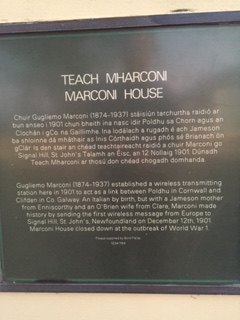 TEACH MHARCONI
MARCONI HOUSE
Chuir Gugliemo Marconi (1874-1937) stáisiún tarchurtha raidió ar
bun anseo i 1901 chun bheith ina nasc idir Poldhu sa Chorn agus an
Clochán i gCo. na Gaillimhe. Ina Iodálach a rugadh é ach Jameson
ba shloinne dá mháthair as Inis Córthaidh agus phós sé Brianach ón
gClár. Is den stair an chéad teachtaireacht raidió a chuir Marconi go
Signal Hill, St. John's, Talamh an Éisc, an 12 Nollaig 1901. Dúnadh
Teach Marconi ar thosú don chéad chogadh domhanda.
Gugliemo Marconi (1874-1937) established a wireless transmitting
station here in 1901 to act as a link between Poldhu in Cornwall and
Clifden in Co. Galway. An Italian by birth, but with a Jameson mother
from Enniscorthy and an O'Brien wife from Clare, Marconi made
history by sending the first wireless message from Europe to
Signal Hill, St. John's, Newfoundland on December 12th, 1901.
Marconi House closed down at the outbreak of World War 1.